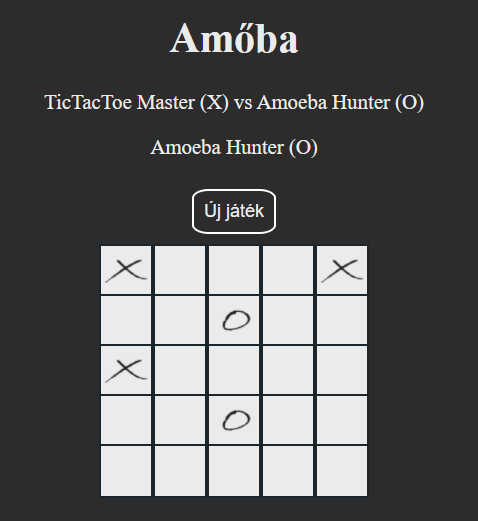 Amőba
TicTacToe Master (X) vs Amoeba Hunter (O)
Amoeba Hunter (O)
Új játék
X X
O
X
O